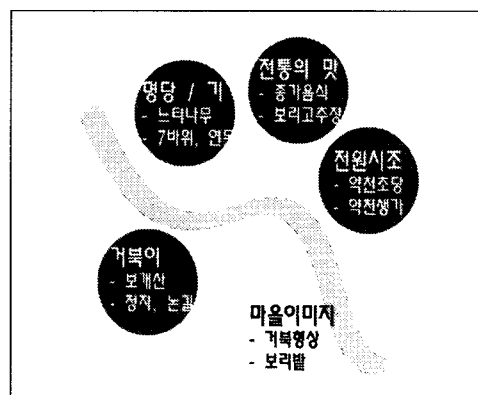 전통의 맛
- 종가음식
- 보리고추장
명당 / 기
- 느티나무
- 7바위, 연못
전원시조
- 약천초당
- 약천생가
거북이
- 보개산
- 정자, 논길
마을이미지
- 거북형상
- 보리밭